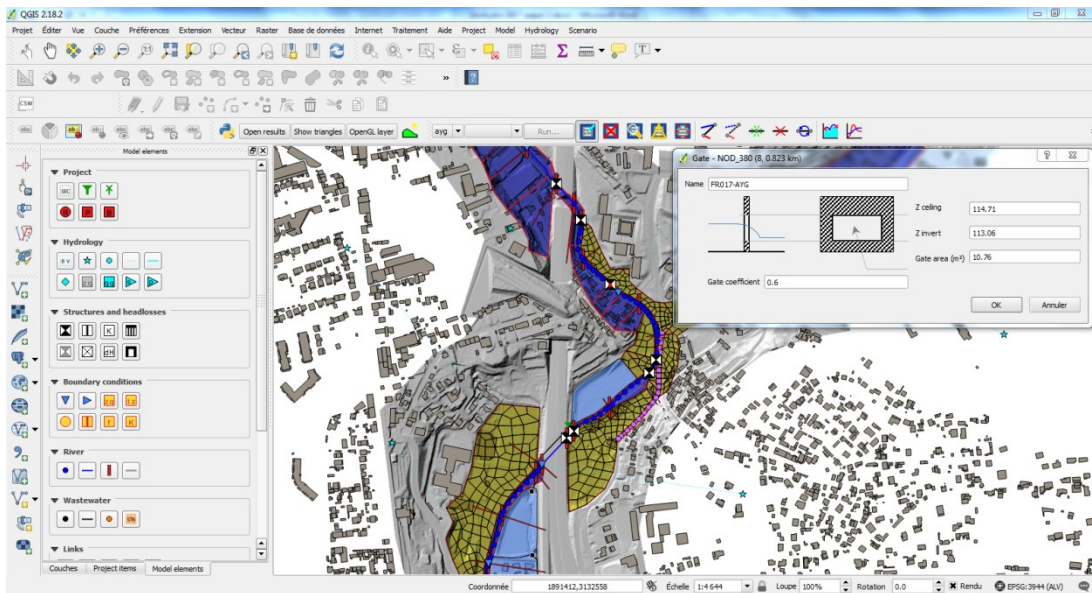 QGIS 2.18.2
Projet Éditer Vue Couche Préférences Extension Vecteur Raster Base de données Internet Traitement Aide Project Model Hydrology Scenario
CSW
Open results Show triangles OpenGL layer ayg Run...
Model elements
Project
Hydrology
B V
Structures and headlosses
K
dH
Boundary conditions
K
River
Wastewater
Links
Couches Project items Model elements
Gate - NOD_380 (8, 0.823 km)
Name FR017-AYG
Z ceiling 114.71
Z invert 113.06
Gate area (m²) 10.76
Gate coefficient 0.6
OK Annuler
Coordonnée 1891412,3132558 Échelle 1:4 644 Loupe 100% Rotation 0.0 Rendu EPSG:3944 (ALV)